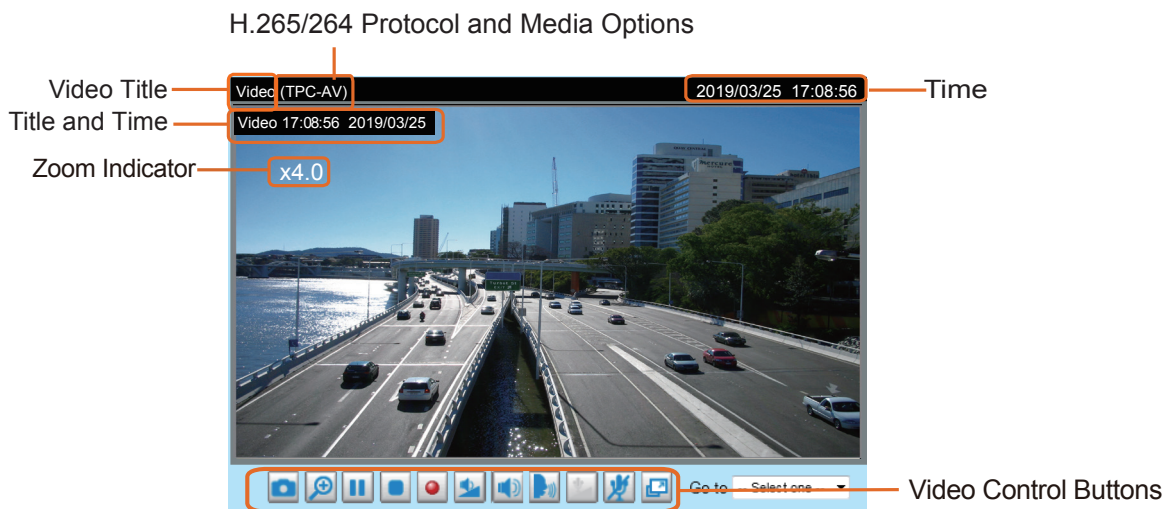 H.265/264 Protocol and Media Options
Video Title
Video (TPC-AV)
2019/03/25 17:08:56
Time
Title and Time
Video 17:08:56 2019/03/25
Zoom Indicator
x4.0
Go to
-- Select one --
Video Control Buttons